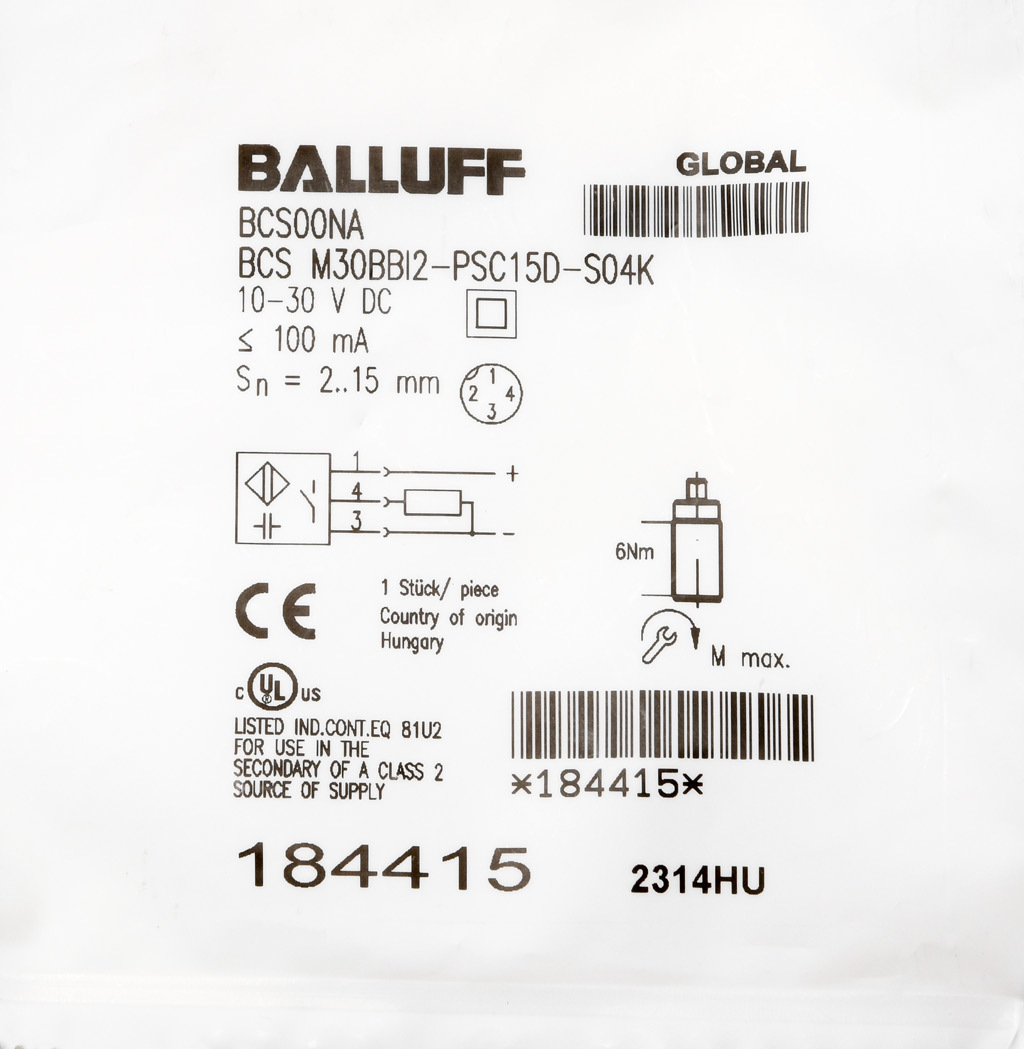 BALLUFF
GLOBAL
BCS00NA
BCS M30BBI2-PSC15D-S04K
10-30 V DC
≤ 100 mA
Sn = 2..15 mm
1
2 4
3
1 +
4
3 -
6Nm
M max.
CE
1 Stück/ piece
Country of origin
Hungary
c UL ® US
LISTED IND.CONT.EQ 81U2
FOR USE IN THE
SECONDARY OF A CLASS 2
SOURCE OF SUPPLY
*184415*
184415
2314HU